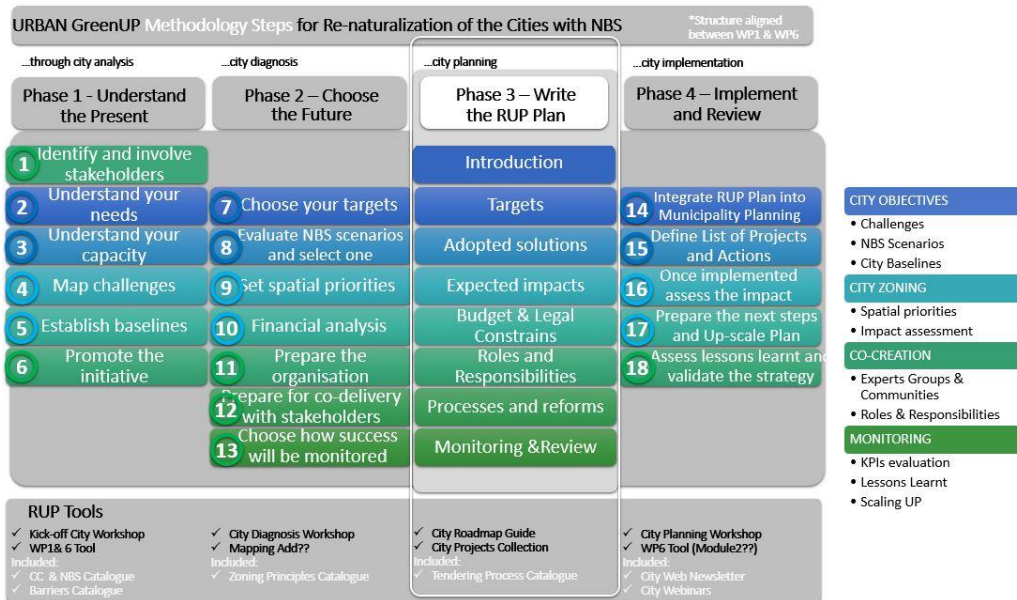 URBAN GreenUP Methodology Steps for Re-naturalization of the Cities with NBS
*Structure aligned
between WP1 & WP6
...through city analysis
...city diagnosis
...city planning
...city implementation
Phase 1 - Understand
the Present
Phase 2 – Choose
the Future
Phase 3 – Write
the RUP Plan
Phase 4 – Implement
and Review
1 Identify and involve
stakeholders
2 Understand your
needs
3 Understand your
capacity
4 Map challenges
5 Establish baselines
6 Promote the
initiative
7 Choose your targets
8 Evaluate NBS scenarios
and select one
9 Set spatial priorities
10 Financial analysis
11 Prepare the
organisation
12 Prepare for co-delivery
with stakeholders
13 Choose how success
will be monitored
Introduction
Targets
Adopted solutions
Expected impacts
Budget & Legal
Constrains
Roles and
Responsibilities
Processes and reforms
Monitoring &Review
14 Integrate RUP Plan into
Municipality Planning
15 Define List of Projects
and Actions
16 Once implemented
assess the impact
17 Prepare the next steps
and Up-scale Plan
18 Assess lessons learnt and
validate the strategy
CITY OBJECTIVES
• Challenges
• NBS Scenarios
• City Baselines
CITY ZONING
• Spatial priorities
• Impact assessment
CO-CREATION
• Experts Groups &
Communities
• Roles & Responsibilities
MONITORING
• KPIs evaluation
• Lessons Learnt
• Scaling UP
RUP Tools
✓ Kick-off City Workshop
✓ WP1& 6 Tool
Included:
✓ CC & NBS Catalogue
✓ Barriers Catalogue
✓ City Diagnosis Workshop
✓ Mapping Add??
Included:
✓ Zoning Principles Catalogue
✓ City Roadmap Guide
✓ City Projects Collection
Included:
✓ Tendering Process Catalogue
✓ City Planning Workshop
✓ WP6 Tool (Module2??)
Included:
✓ City Web Newsletter
✓ City Webinars